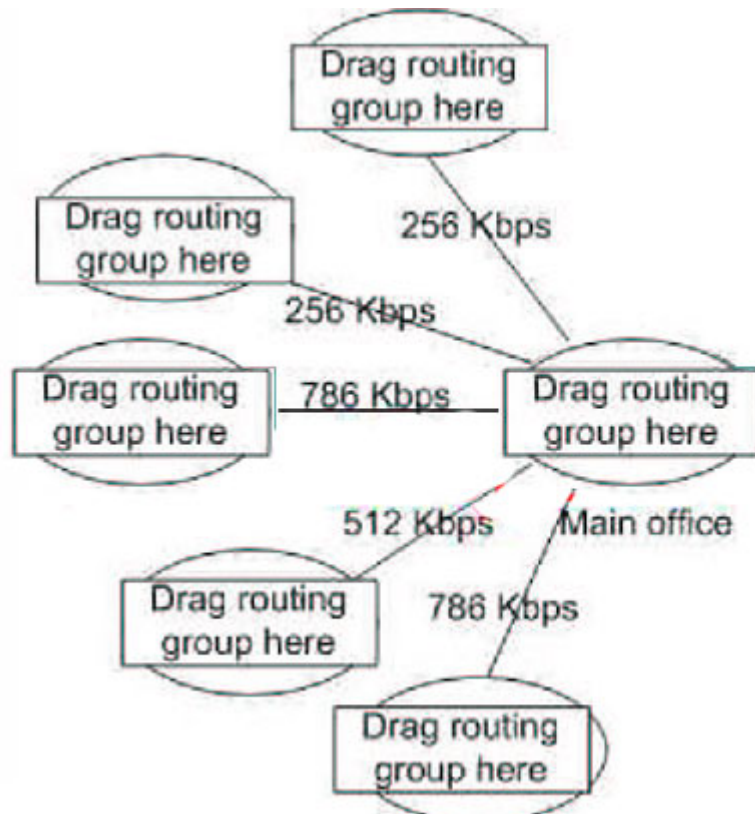 Drag routing
group here
256 Kbps
Drag routing
group here
256 Kbps
Drag routing
group here
786 Kbps
Drag routing
group here
Main office
512 Kbps
Drag routing
group here
786 Kbps
Drag routing
group here